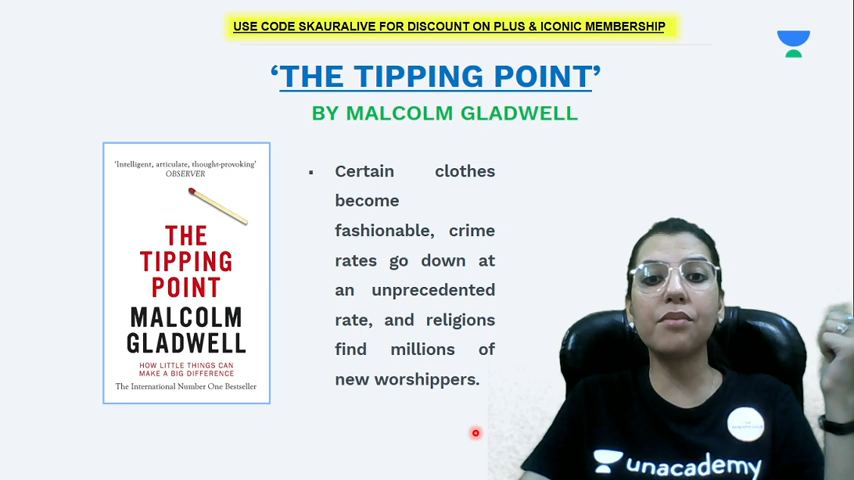 USE CODE SKAURALIVE FOR DISCOUNT ON PLUS & ICONIC MEMBERSHIP
‘THE TIPPING POINT’
BY MALCOLM GLADWELL
'Intelligent, articulate, thought-provoking'
OBSERVER
THE
TIPPING
POINT
MALCOLM
GLADWELL
HOW LITTLE THINGS CAN
MAKE A BIG DIFFERENCE
The International Number One Bestseller
▪ Certain clothes
become
fashionable, crime
rates go down at
an unprecedented
rate, and religions
find millions of
new worshippers.
unacademy